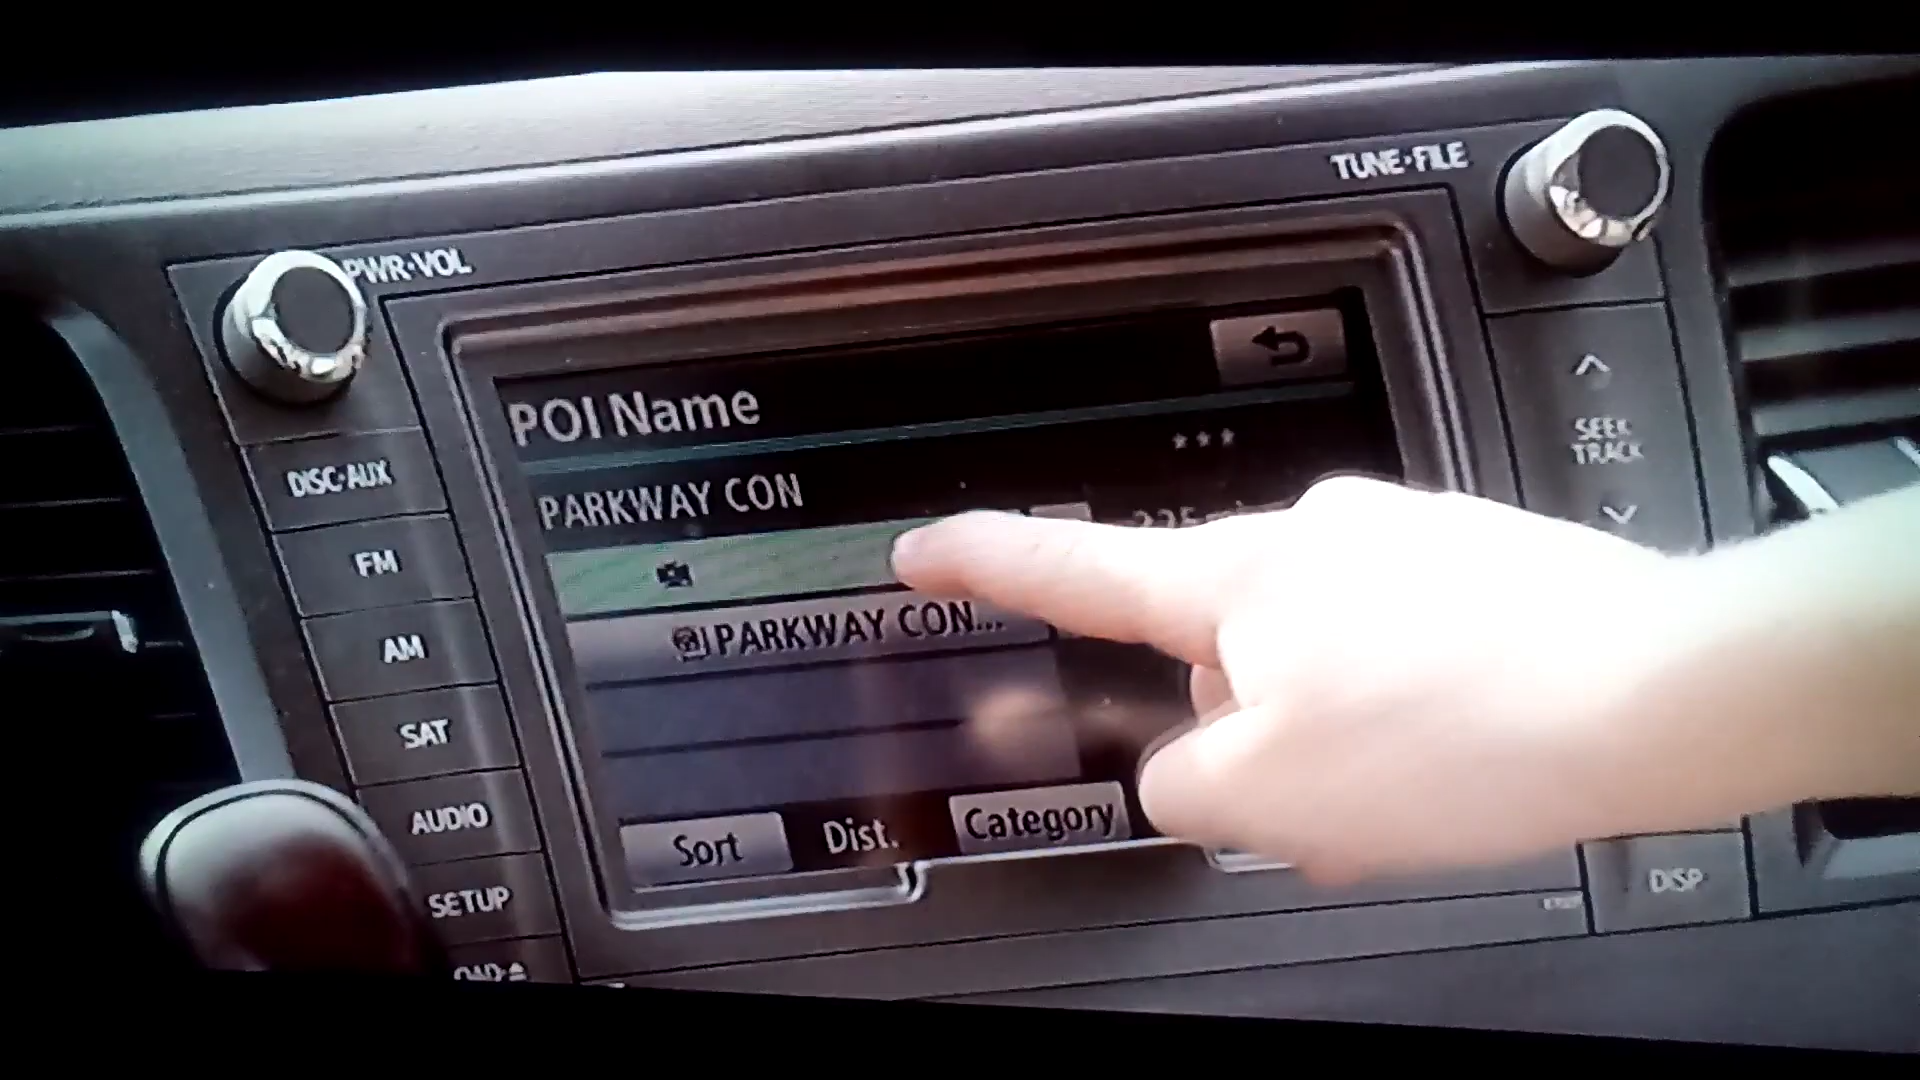 TUNE•FILE
PWR•VOL
POI Name
DISC•AUX
SEEK
TRACK
PARKWAY CON
FM
AM
PARKWAY CON...
SAT
AUDIO
Sort
Dist.
Category
SETUP
DISP